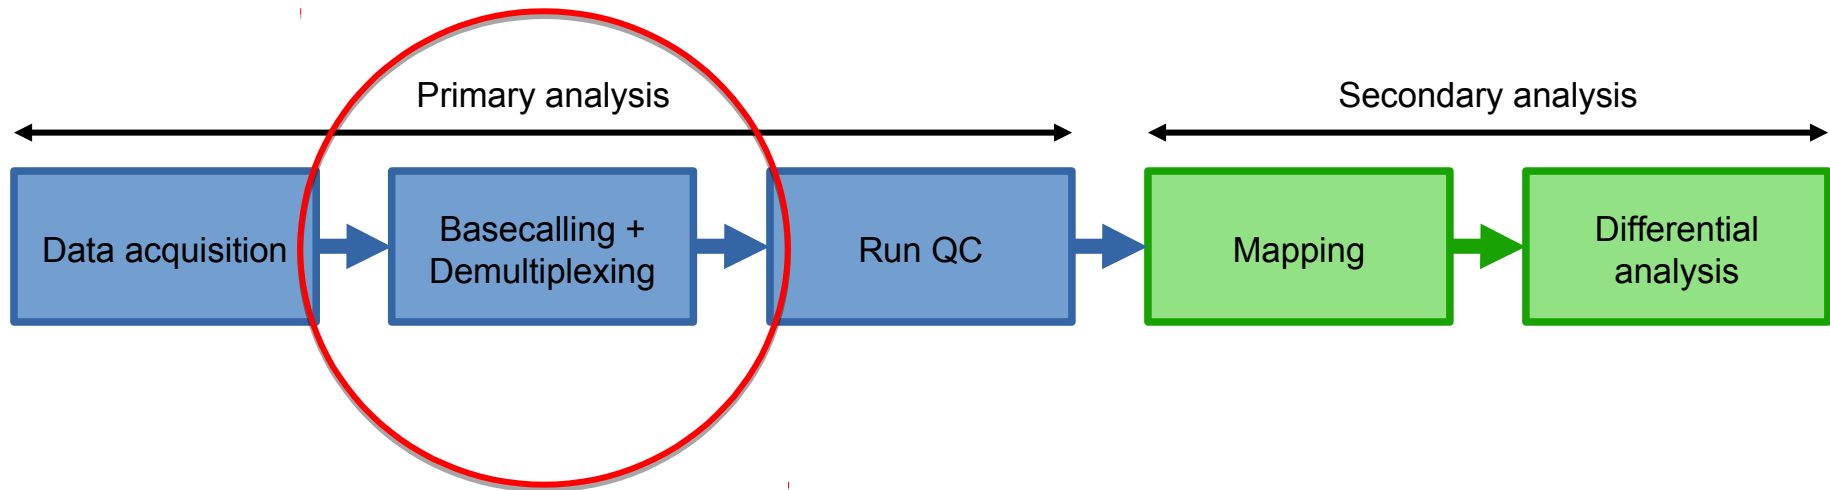 Primary analysis
Secondary analysis
Data acquisition
Basecalling +
Demultiplexing
Run QC
Mapping
Differential
analysis